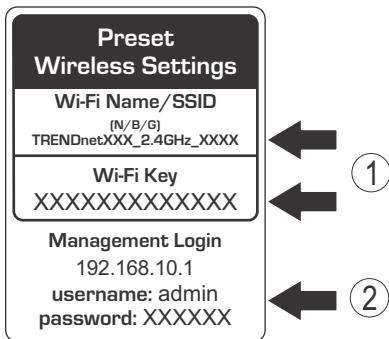 Preset
Wireless Settings
Wi-Fi Name/SSID
(N/B/G)
TRENDnetXXX_2.4GHz_XXXX
1
Wi-Fi Key
XXXXXXXXXXXXX
Management Login
192.168.10.1
username: admin
2
password: XXXXXX